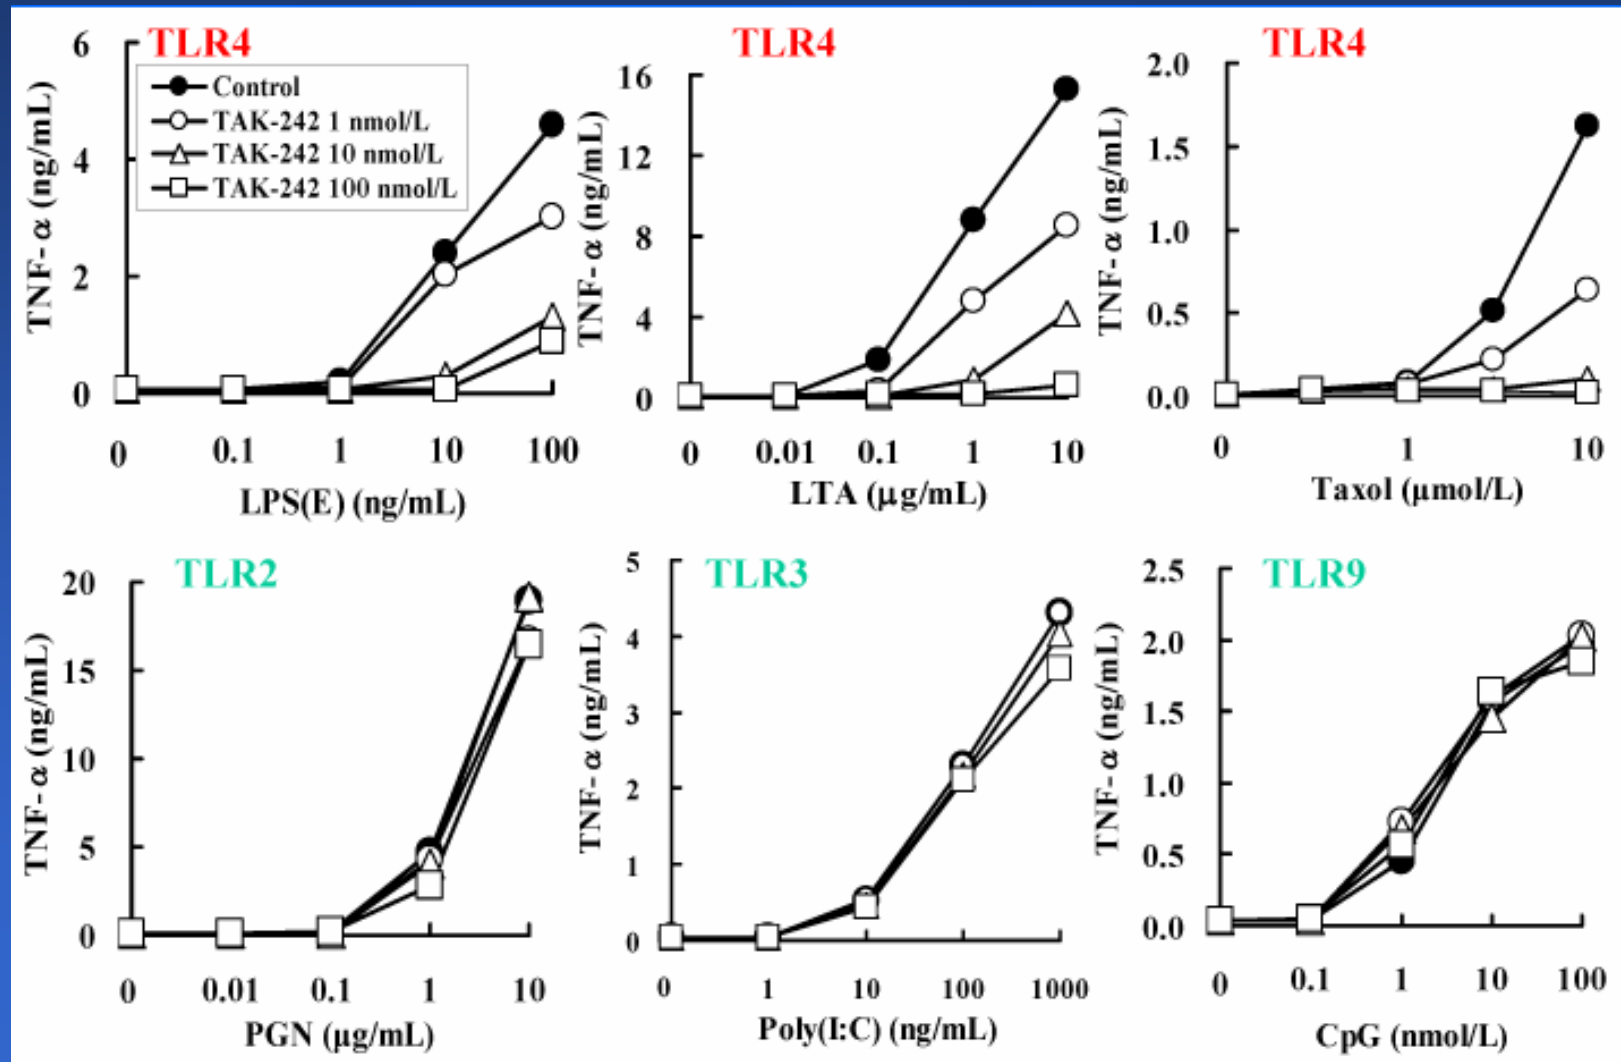 TLR4
6
4
2
0
TNF-α (ng/mL)
Control
TAK-242 1 nmol/L
TAK-242 10 nmol/L
TAK-242 100 nmol/L
0 0.1 1 10 100
LPS(E) (ng/mL)
TLR4
16
12
8
4
0
TNF-α (ng/mL)
0 0.01 0.1 1 10
LTA (μg/mL)
TLR4
2.0
1.5
1.0
0.5
0.0
TNF-α (ng/mL)
0 1 10
Taxol (μmol/L)
TLR2
20
15
10
5
0
TNF-α (ng/mL)
0 0.01 0.1 1 10
PGN (μg/mL)
TLR3
5
4
3
2
1
0
TNF-α (ng/mL)
0 1 10 100 1000
Poly(I:C) (ng/mL)
TLR9
2.5
2.0
1.5
1.0
0.5
0.0
TNF-α (ng/mL)
0 0.1 1 10 100
CpG (nmol/L)